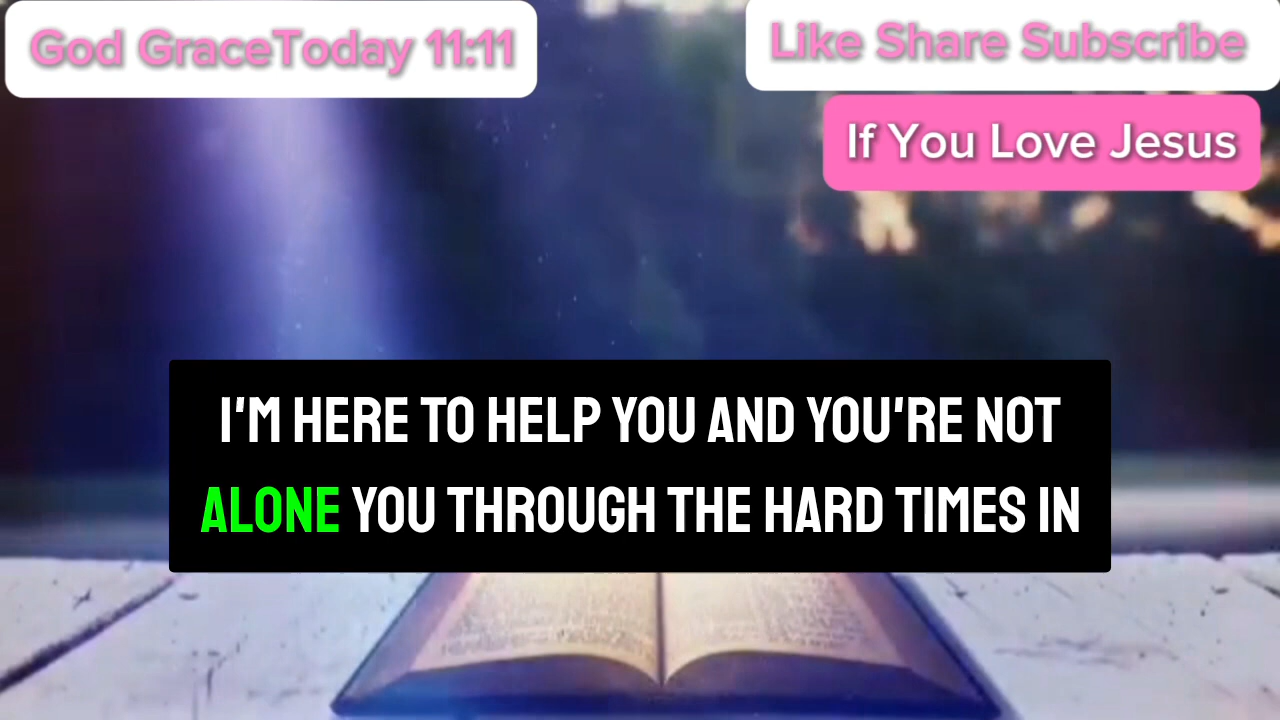 God GraceToday 11:11
Like Share Subscribe
If You Love Jesus
I'M HERE TO HELP YOU AND YOU'RE NOT
ALONE YOU THROUGH THE HARD TIMES IN